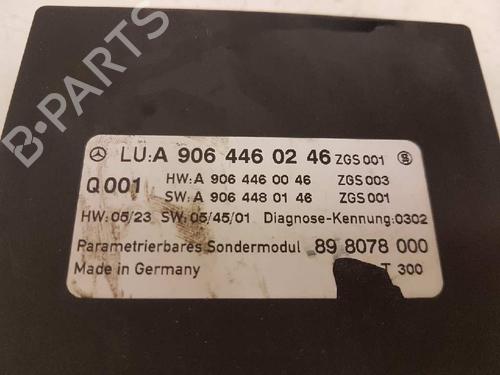 LU:A 906 446 02 46 ZGS 001
Q 001 HW:A 906 446 00 46 ZGS 003
SW:A 906 448 01 46 ZGS 001
HW: 05/23 SW: 05/45/01 Diagnose-Kennung:0302
Parametrierbares Sondermodul 89 8078 000
Made in Germany T 300
B-PARTS